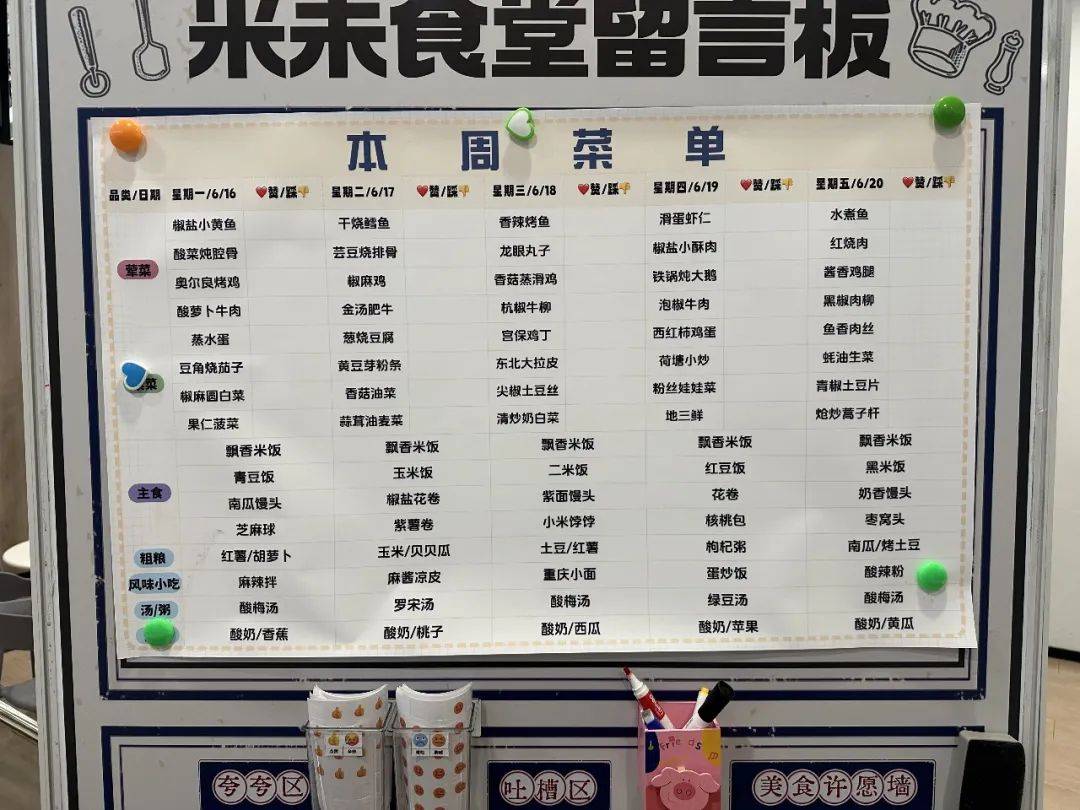 来未食堂留言板
本周菜单
品类/日期 星期一/6/16 ❤️赞/踩👎 星期二/6/17 ❤️赞/踩👎 星期三/6/18 ❤️赞/踩👎 星期四/6/19 ❤️赞/踩👎 星期五/6/20 ❤️赞/踩👎
椒盐小黄鱼 干烧鳕鱼 香辣烤鱼 滑蛋虾仁 水煮鱼
酸菜炖腔骨 芸豆烧排骨 龙眼丸子 椒盐小酥肉 红烧肉
荤菜 奥尔良烤鸡 椒麻鸡 香菇蒸滑鸡 铁锅炖大鹅 酱香鸡腿
酸萝卜牛肉 金汤肥牛 杭椒牛柳 泡椒牛肉 黑椒肉柳
蒸水蛋 葱烧豆腐 宫保鸡丁 西红柿鸡蛋 鱼香肉丝
豆角烧茄子 黄豆芽粉条 东北大拉皮 荷塘小炒 蚝油生菜
菜 椒麻圆白菜 香菇油菜 尖椒土豆丝 粉丝娃娃菜 青椒土豆片
果仁菠菜 蒜茸油麦菜 清炒奶白菜 地三鲜 炝炒蒿子杆
飘香米饭 飘香米饭 飘香米饭 飘香米饭 飘香米饭
青豆饭 玉米饭 二米饭 红豆饭 黑米饭
主食 南瓜馒头 椒盐花卷 紫面馒头 花卷 奶香馒头
芝麻球 紫薯卷 小米饽饽 核桃包 枣窝头
粗粮 红薯/胡萝卜 玉米/贝贝瓜 土豆/红薯 枸杞粥 南瓜/烤土豆
风味小吃 麻辣拌 麻酱凉皮 重庆小面 蛋炒饭 酸辣粉
汤/粥 酸梅汤 罗宋汤 酸梅汤 绿豆汤 酸梅汤
酸奶/香蕉 酸奶/桃子 酸奶/西瓜 酸奶/苹果 酸奶/黄瓜
Friends
夸夸区 吐槽区 美食许愿墙